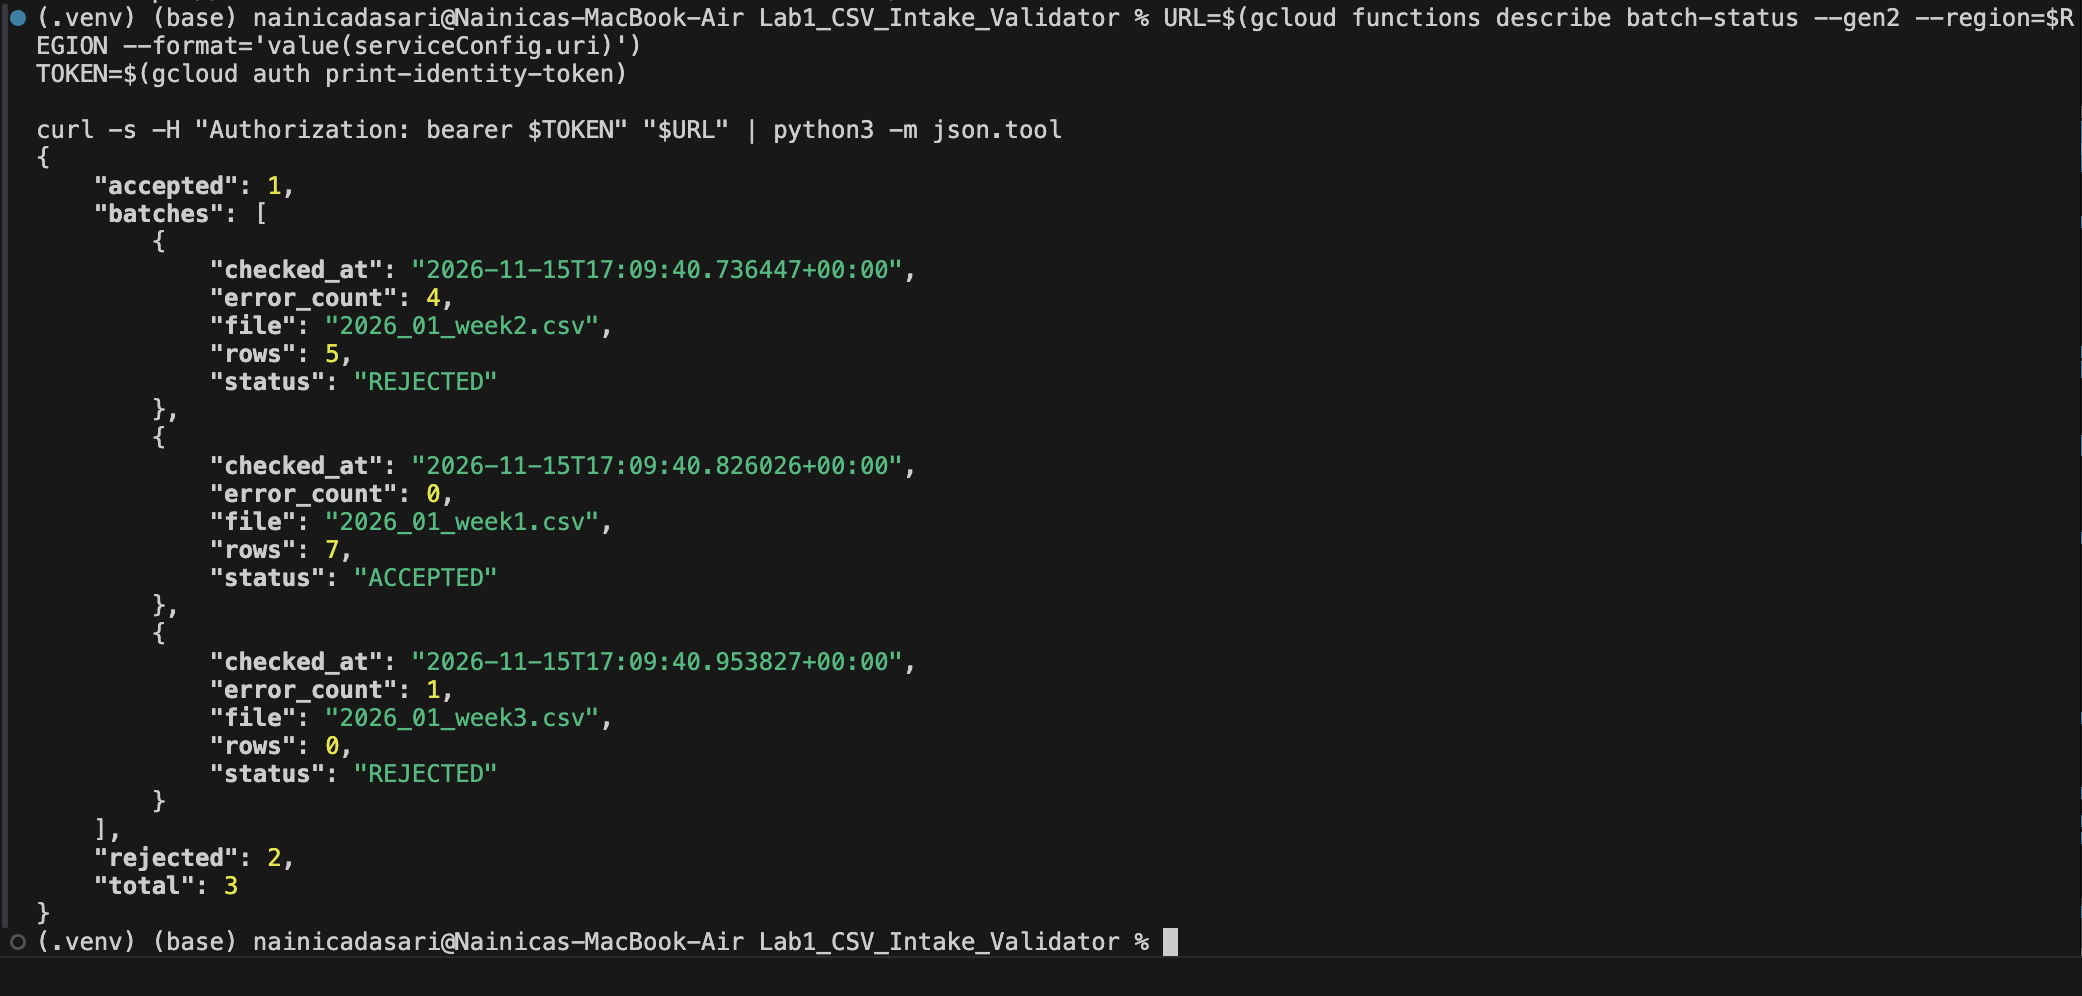 (.venv) (base) nainicadasari@Nainicas-MacBook-Air Lab1_CSV_Intake_Validator % URL=$(gcloud functions describe batch-status --gen2 --region=$R
EGION --format='value(serviceConfig.uri)')
TOKEN=$(gcloud auth print-identity-token)

curl -s -H "Authorization: bearer $TOKEN" "$URL" | python3 -m json.tool
{
    "accepted": 1,
    "batches": [
        {
            "checked_at": "2026-11-15T17:09:40.736447+00:00",
            "error_count": 4,
            "file": "2026_01_week2.csv",
            "rows": 5,
            "status": "REJECTED"
        },
        {
            "checked_at": "2026-11-15T17:09:40.826026+00:00",
            "error_count": 0,
            "file": "2026_01_week1.csv",
            "rows": 7,
            "status": "ACCEPTED"
        },
        {
            "checked_at": "2026-11-15T17:09:40.953827+00:00",
            "error_count": 1,
            "file": "2026_01_week3.csv",
            "rows": 0,
            "status": "REJECTED"
        }
    ],
    "rejected": 2,
    "total": 3
}
(.venv) (base) nainicadasari@Nainicas-MacBook-Air Lab1_CSV_Intake_Validator %